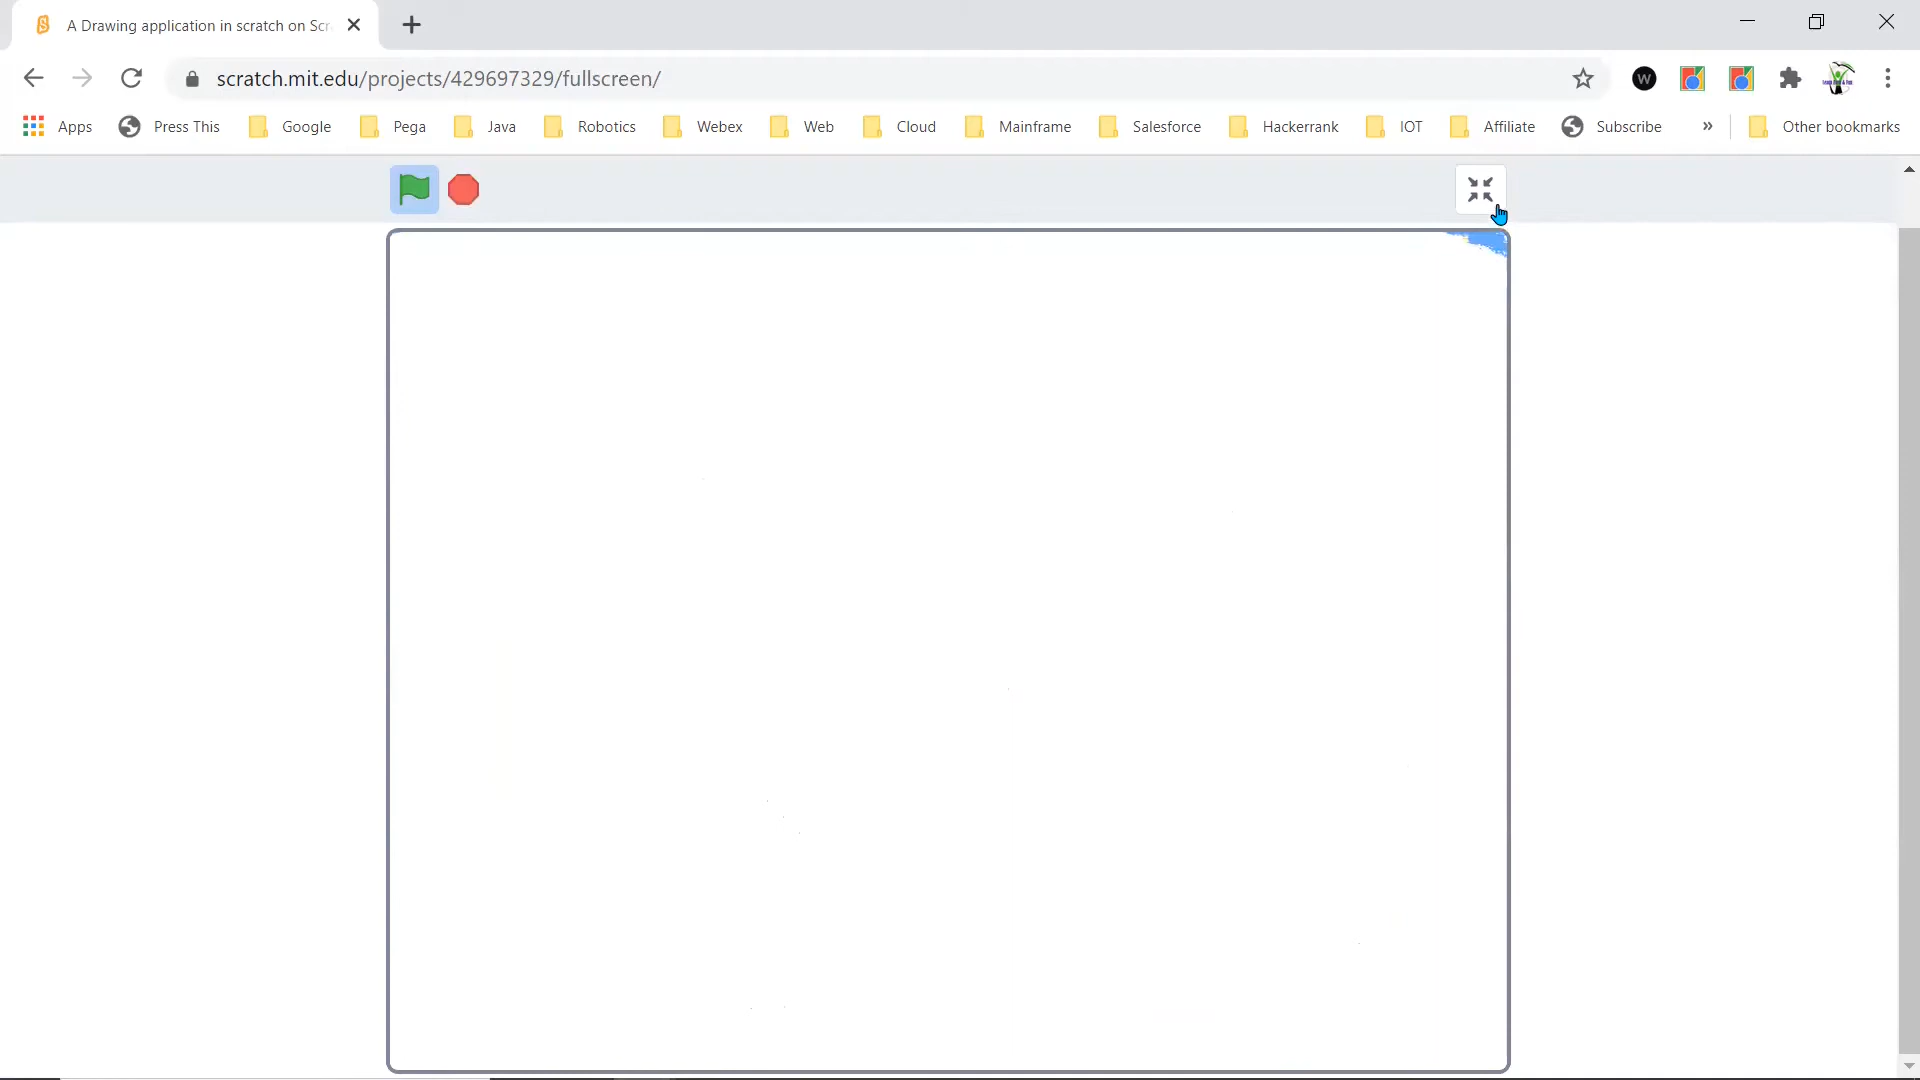 A Drawing application in scratch on Scr
scratch.mit.edu/projects/429697329/fullscreen/
W
Apps Press This Google Pega Java Robotics Webex Web Cloud Mainframe Salesforce Hackerrank IOT Affiliate Subscribe » Other bookmarks